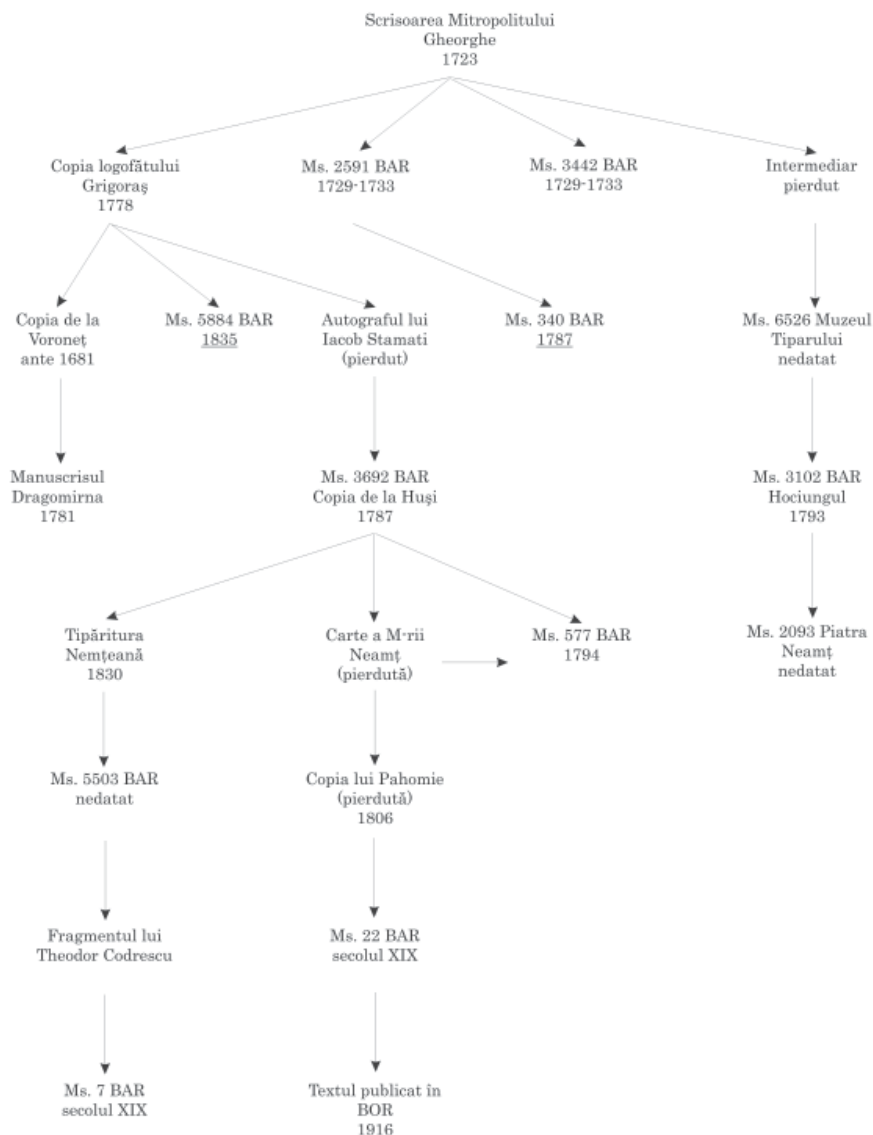 Scrisoarea Mitropolitului
Gheorghe
1723
Copia logofătului
Grigoraş
1778
Ms. 2591 BAR
1729-1733
Ms. 3442 BAR
1729-1733
Intermediar
pierdut
Copia de la
Voroneţ
ante 1681
Ms. 5884 BAR
1835
Autograful lui
Iacob Stamati
(pierdut)
Ms. 340 BAR
1787
Ms. 6526 Muzeul
Tiparului
nedatat
Manuscrisul
Dragomirna
1781
Ms. 3692 BAR
Copia de la Huşi
1787
Ms. 3102 BAR
Hociungul
1793
Tipăritura
Nemţeană
1830
Carte a M-rii
Neamţ
(pierdută)
Ms. 577 BAR
1794
Ms. 2093 Piatra
Neamţ
nedatat
Ms. 5503 BAR
nedatat
Copia lui Pahomie
(pierdută)
1806
Fragmentul lui
Theodor Codrescu
Ms. 22 BAR
secolul XIX
Ms. 7 BAR
secolul XIX
Textul publicat în
BOR
1916